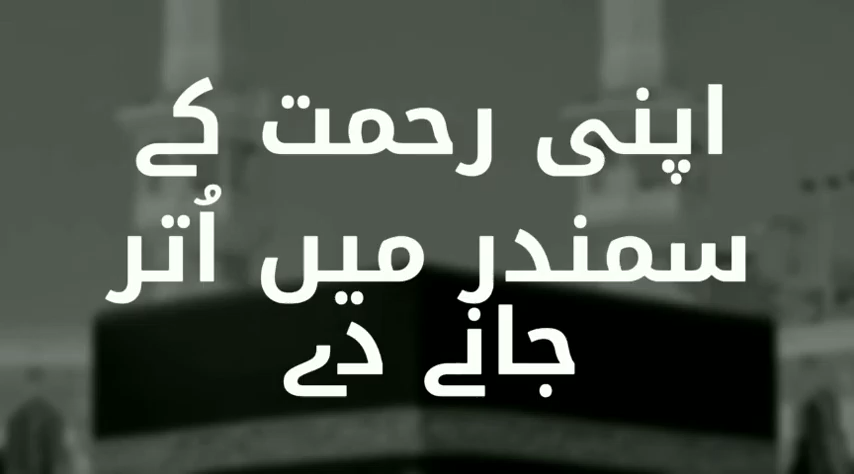 اپنی رحمت کے
سمندر میں اُتر
جانے دے